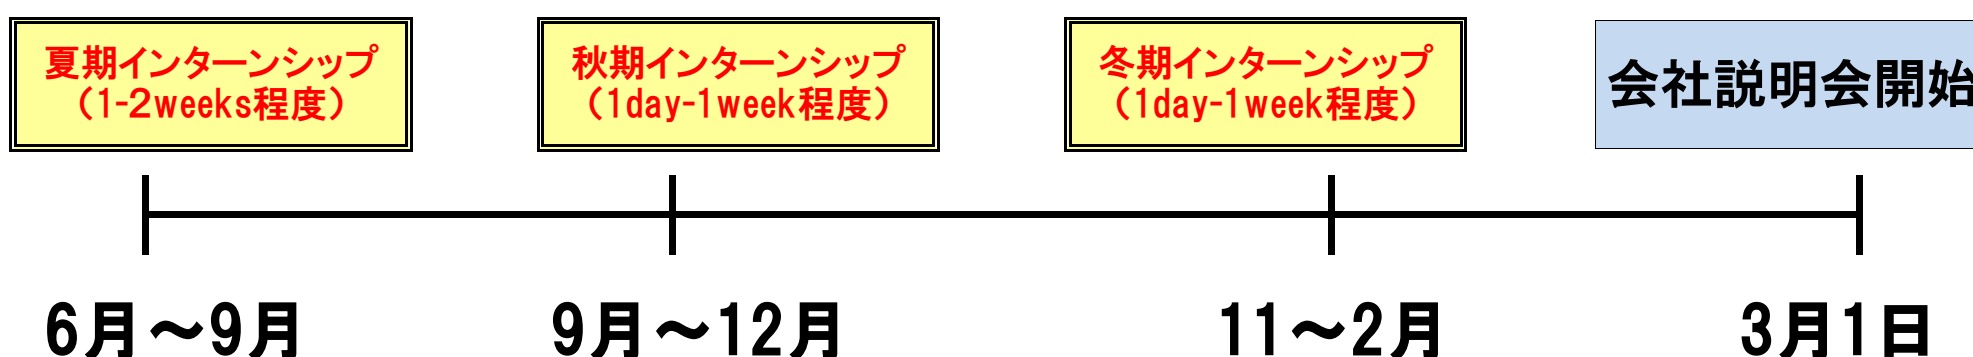 夏期インターンシップ
（1-2weeks程度）
秋期インターンシップ
（1day-1week程度）
冬期インターンシップ
（1day-1week程度）
会社説明会開始
6月～9月
9月～12月
11～2月
3月1日